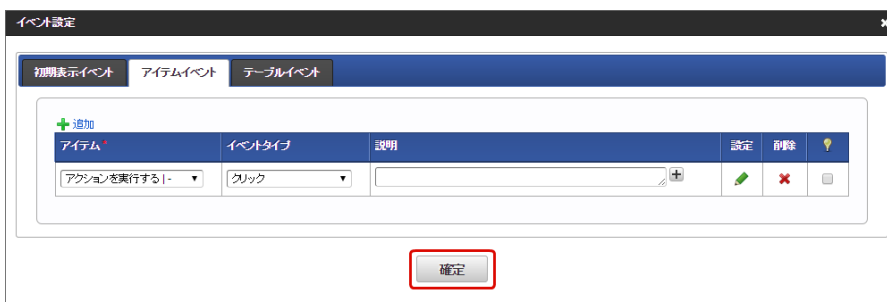 イベント設定
初期表示イベント アイテムイベント テーブルイベント
追加
アイテム* イベントタイプ 説明 設定 削除
アクションを実行する | - クリック
確定